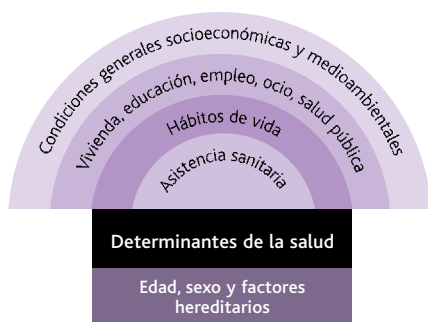 Condiciones generales socioeconómicas y medioambientales
Vivienda, educación, empleo, ocio, salud pública
Hábitos de vida
Asistencia sanitaria
Determinantes de la salud
Edad, sexo y factores
hereditarios